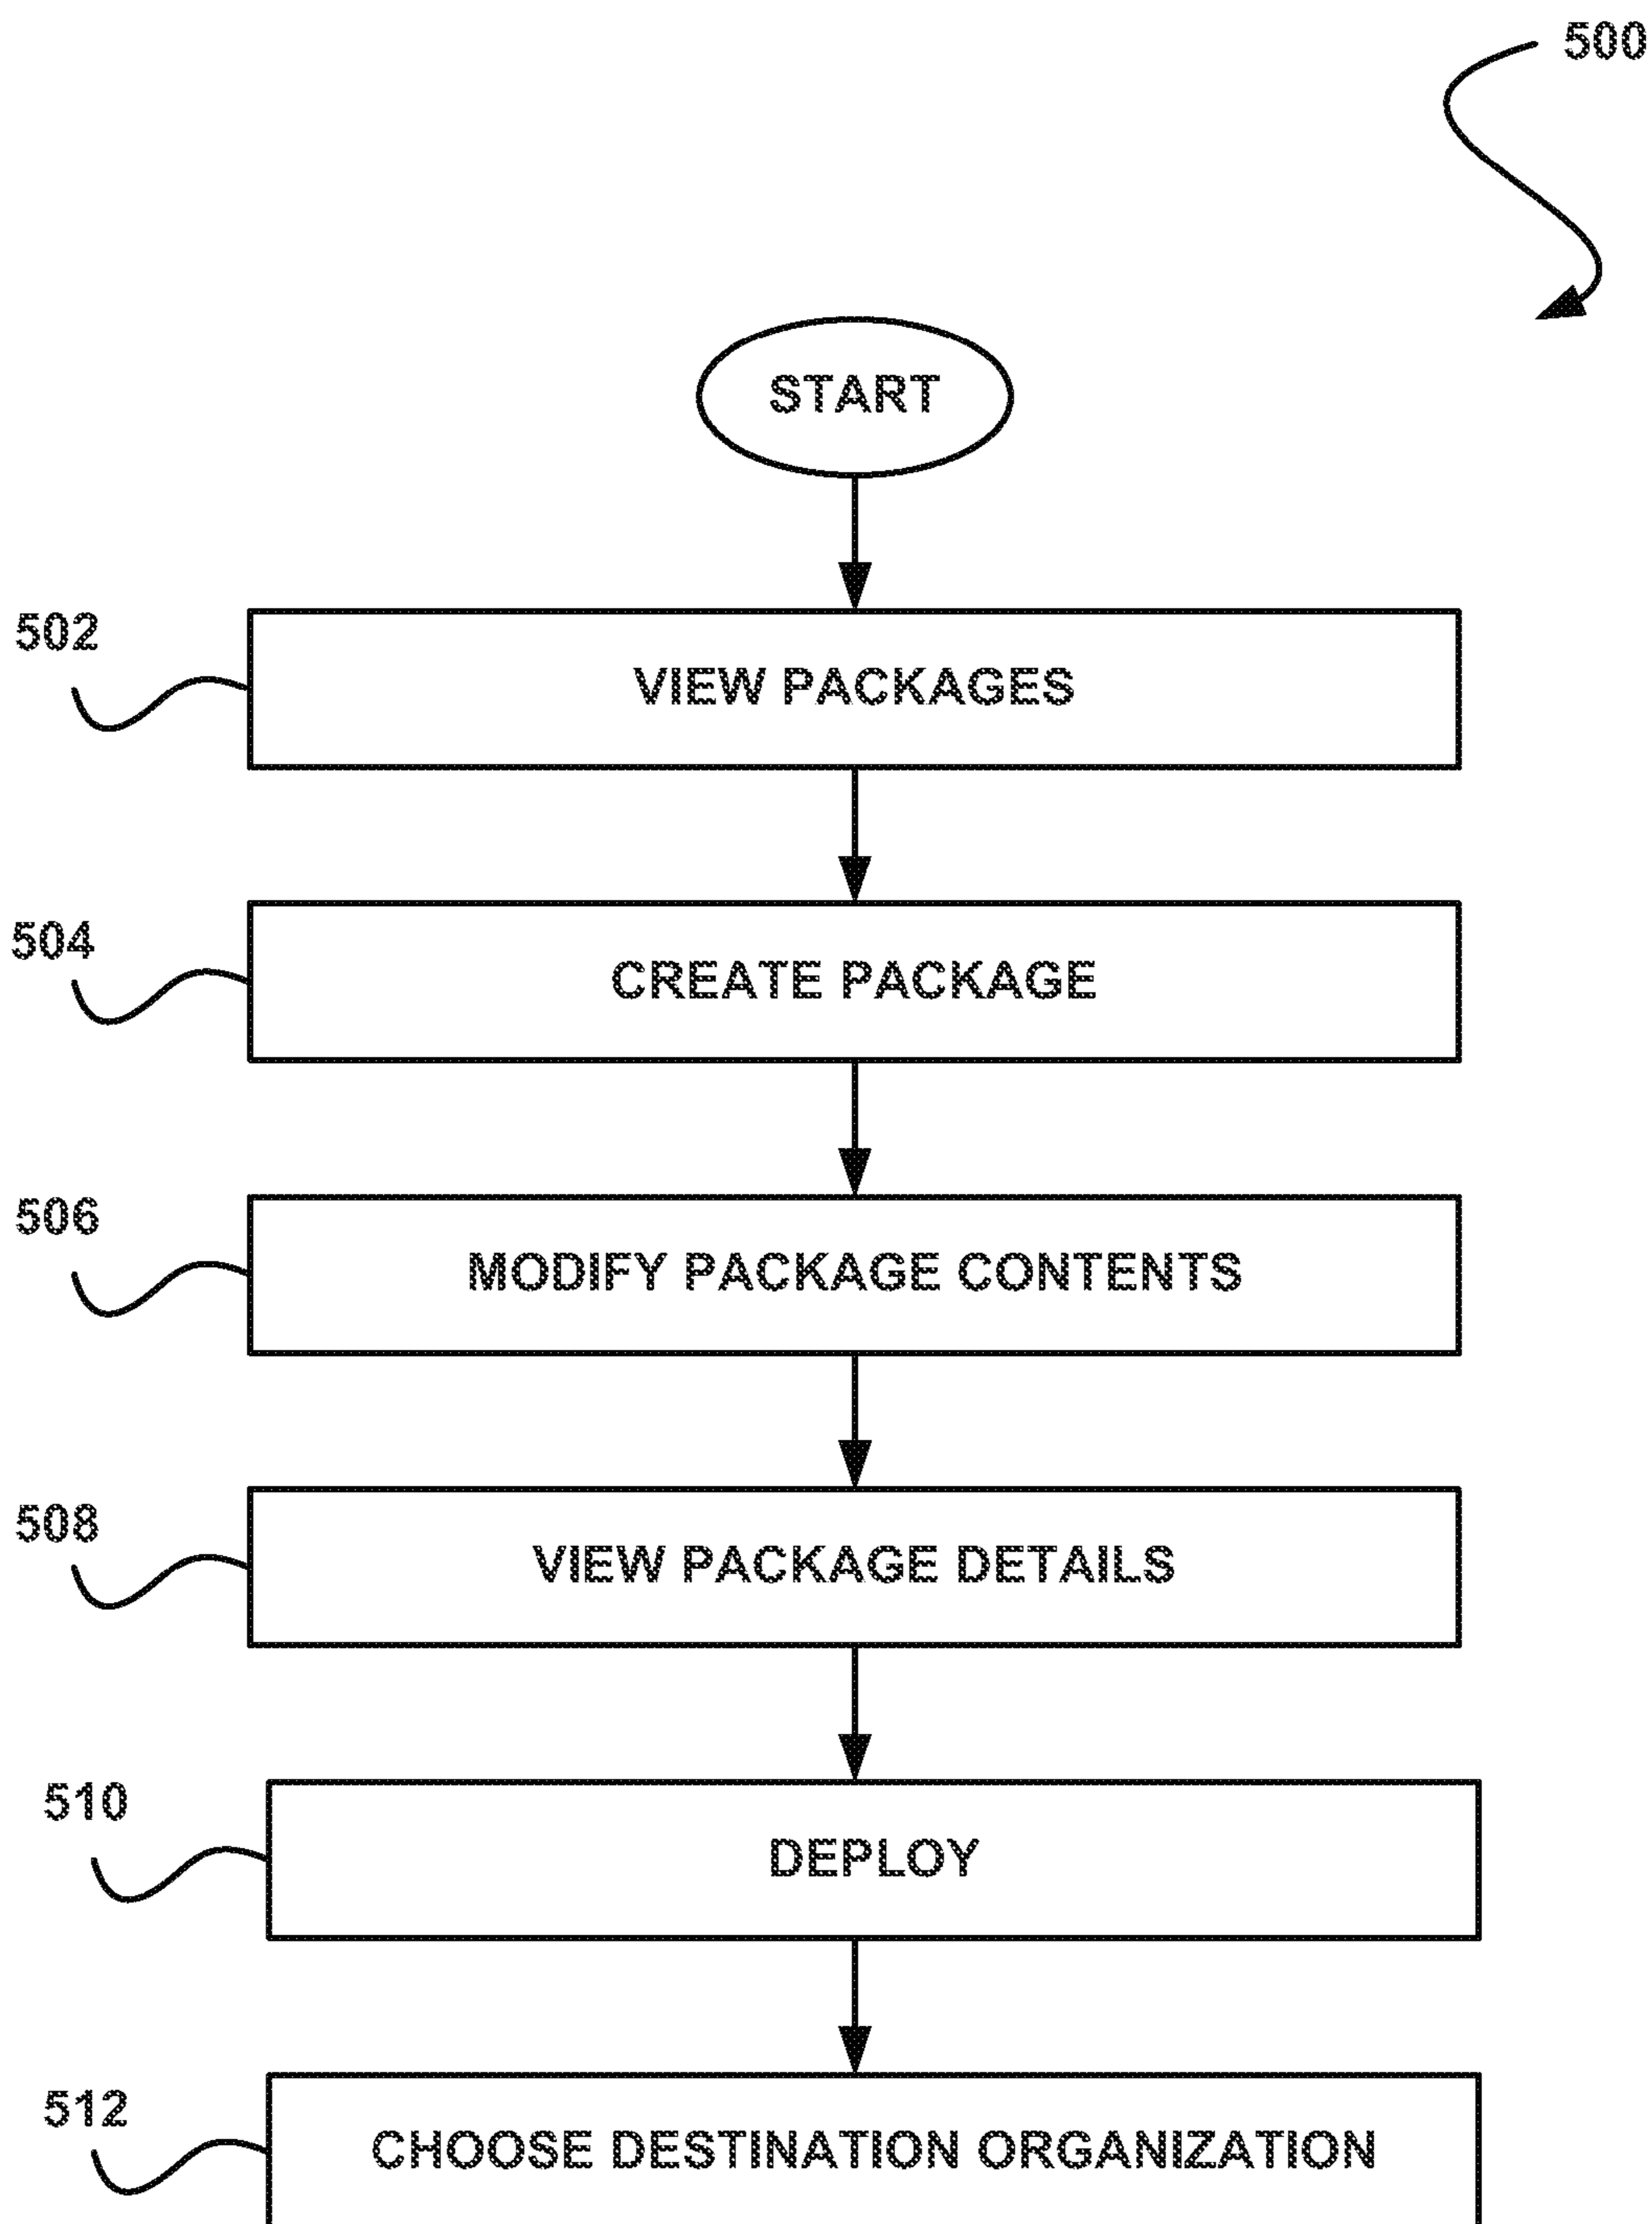 500
START
502
VIEW PACKAGES
504
CREATE PACKAGE
506
MODIFY PACKAGE CONTENTS
508
VIEW PACKAGE DETAILS
510
DEPLOY
512
CHOOSE DESTINATION ORGANIZATION